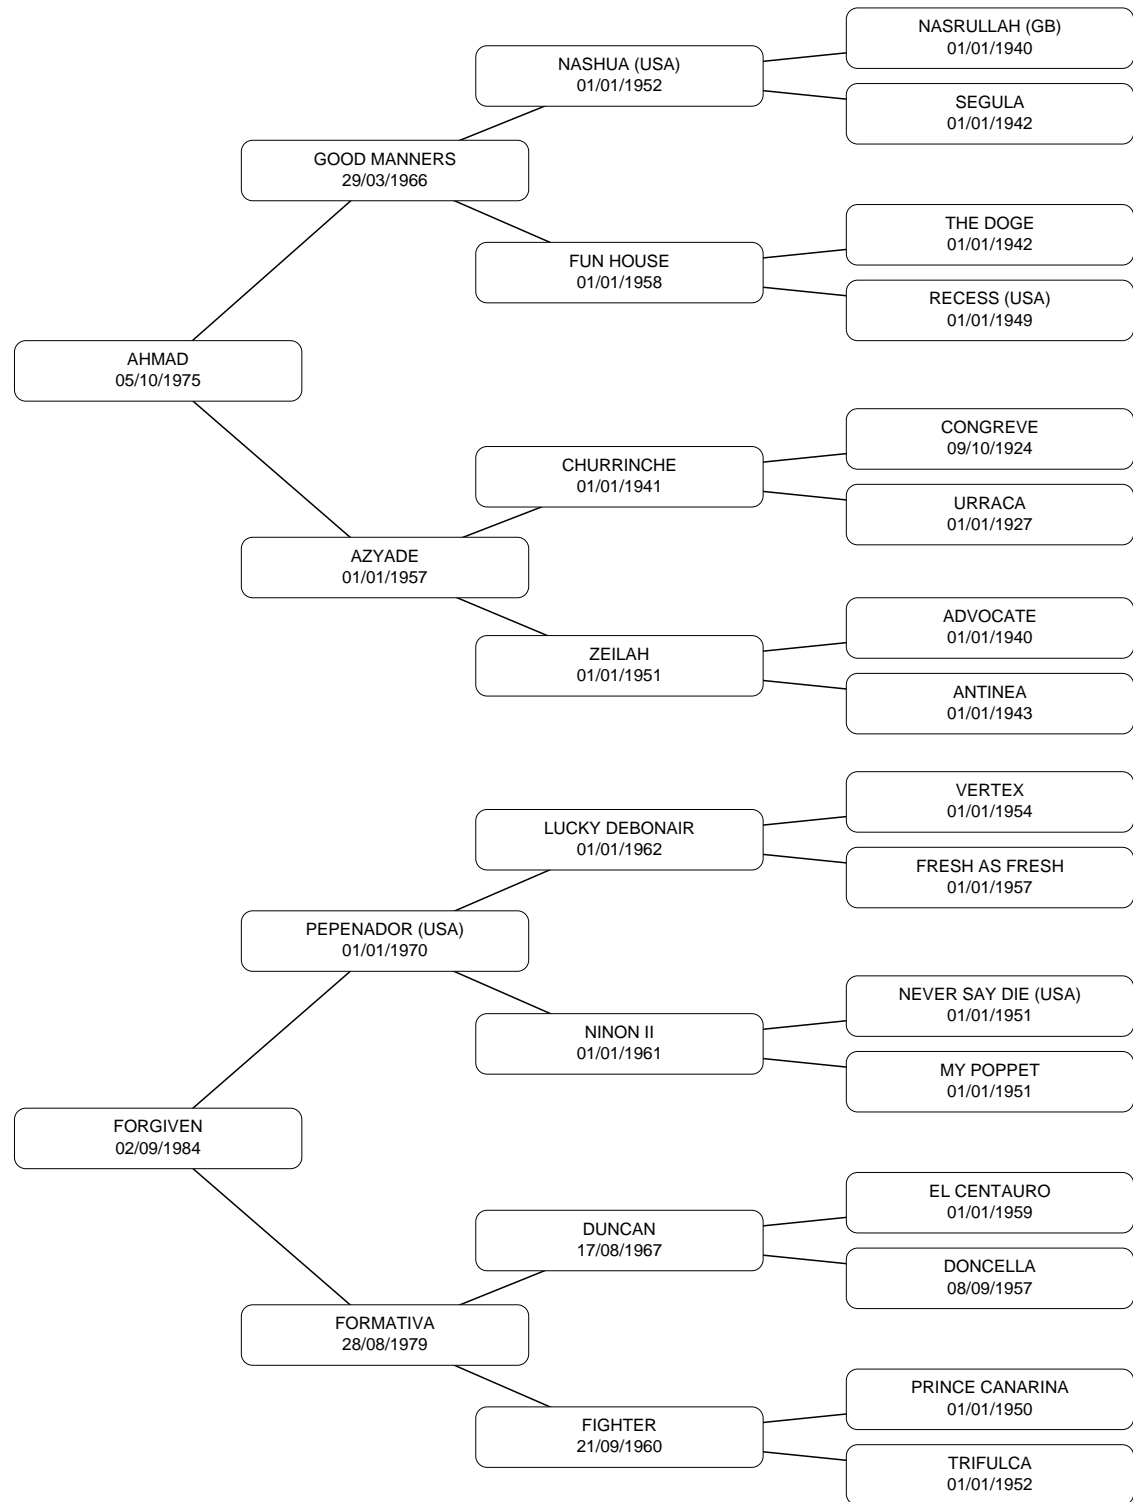 NASRULLAH (GB)
01/01/1940
NASHUA (USA)
01/01/1952
SEGULA
01/01/1942
GOOD MANNERS
29/03/1966
THE DOGE
01/01/1942
FUN HOUSE
01/01/1958
RECESS (USA)
01/01/1949
AHMAD
05/10/1975
CONGREVE
09/10/1924
CHURRINCHE
01/01/1941
URRACA
01/01/1927
AZYADE
01/01/1957
ADVOCATE
01/01/1940
ZEILAH
01/01/1951
ANTINEA
01/01/1943
VERTEX
01/01/1954
LUCKY DEBONAIR
01/01/1962
FRESH AS FRESH
01/01/1957
PEPENADOR (USA)
01/01/1970
NEVER SAY DIE (USA)
01/01/1951
NINON II
01/01/1961
MY POPPET
01/01/1951
FORGIVEN
02/09/1984
EL CENTAURO
01/01/1959
DUNCAN
17/08/1967
DONCELLA
08/09/1957
FORMATIVA
28/08/1979
PRINCE CANARINA
01/01/1950
FIGHTER
21/09/1960
TRIFULCA
01/01/1952